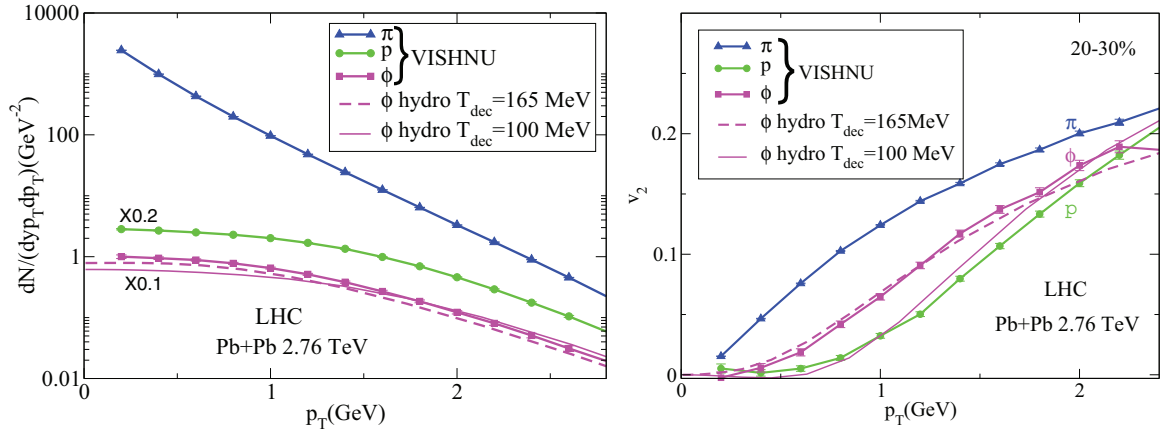 10000
100
1
0.01
dN/(dyp_Tdp_T)(GeV^-2)
π
p
ϕ
} VISHNU
ϕ hydro T_dec=165 MeV
ϕ hydro T_dec=100 MeV
X0.2
X0.1
LHC
Pb+Pb 2.76 TeV
0 1 2
p_T(GeV)
0.2
0.1
0
v_2
π
p
ϕ
} VISHNU
ϕ hydro T_dec=165MeV
ϕ hydro T_dec=100 MeV
20-30%
π
ϕ
p
LHC
Pb+Pb 2.76 TeV
0 1 2
p_T(GeV)